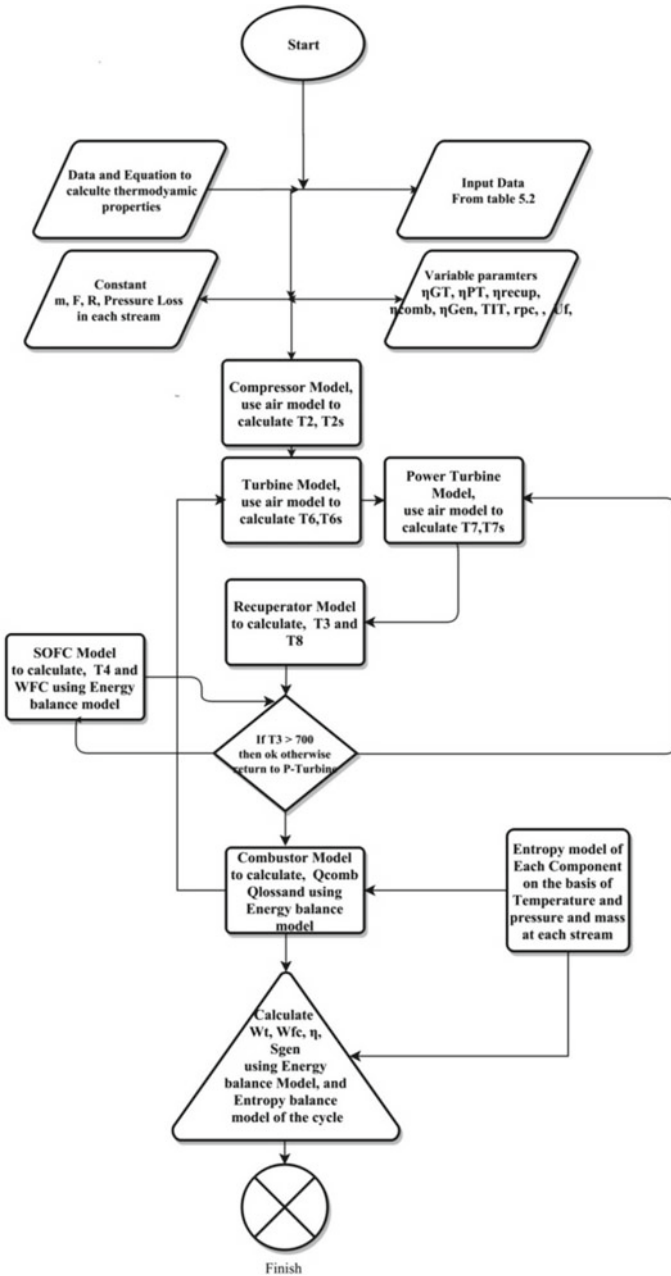 Start
Data and Equation to
calculte thermodyamic
properties
Input Data
From table 5.2
Constant
m, F, R, Pressure Loss
in each stream
Variable paramters
ηGT, ηPT, ηrecup,
ηcomb, ηGen, TIT, rpc, , Uf,
Compressor Model,
use air model to
calculate T2, T2s
Turbine Model,
use air model to
calculate T6,T6s
Power Turbine
Model,
use air model to
calculate T7,T7s
Recuperator Model
to calculate, T3 and
T8
SOFC Model
to calculate, T4 and
WFC using Energy
balance model
If T3 > 700
then ok otherwise
return to P-Turbine
Combustor Model
to calculate, Qcomb
Qlossand using
Energy balance
model
Entropy model of
Each Component
on the basis of
Temperature and
pressure and mass
at each stream
Calculate
Wt, Wfc, η,
Sgen
using Energy
balance Model, and
Entropy balance
model of the cycle
Finish